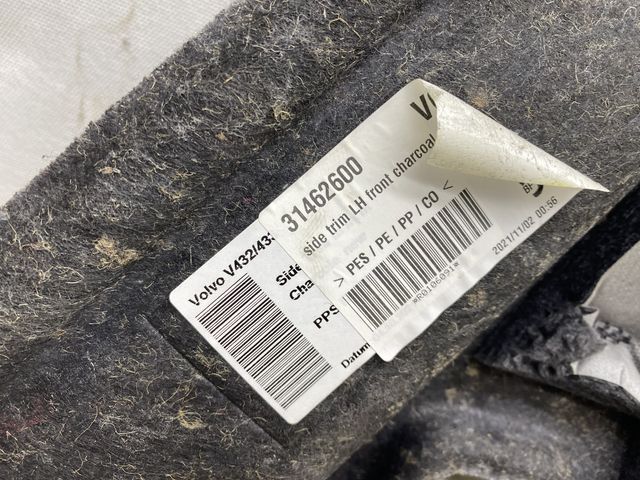 31462600
side trim LH front charcoal
> PES / PE / PP / CO <
*R0106091*
2021/11/02 00:56
Volvo V432/433
Side
Cha
PPS
Datum